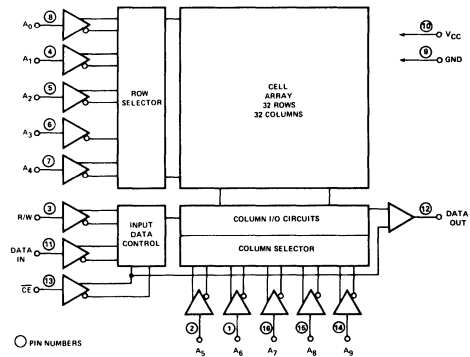 A0 8
A1 4
A2 5
A3 6
A4 7
ROW
SELECTOR
CELL
ARRAY
32 ROWS
32 COLUMNS
10 VCC
9 GND
R/W 3
DATA
IN 11
CE 13
INPUT
DATA
CONTROL
COLUMN I/O CIRCUITS
COLUMN SELECTOR
12 DATA
OUT
2 1 16 15 14
A5 A6 A7 A8 A9
PIN NUMBERS